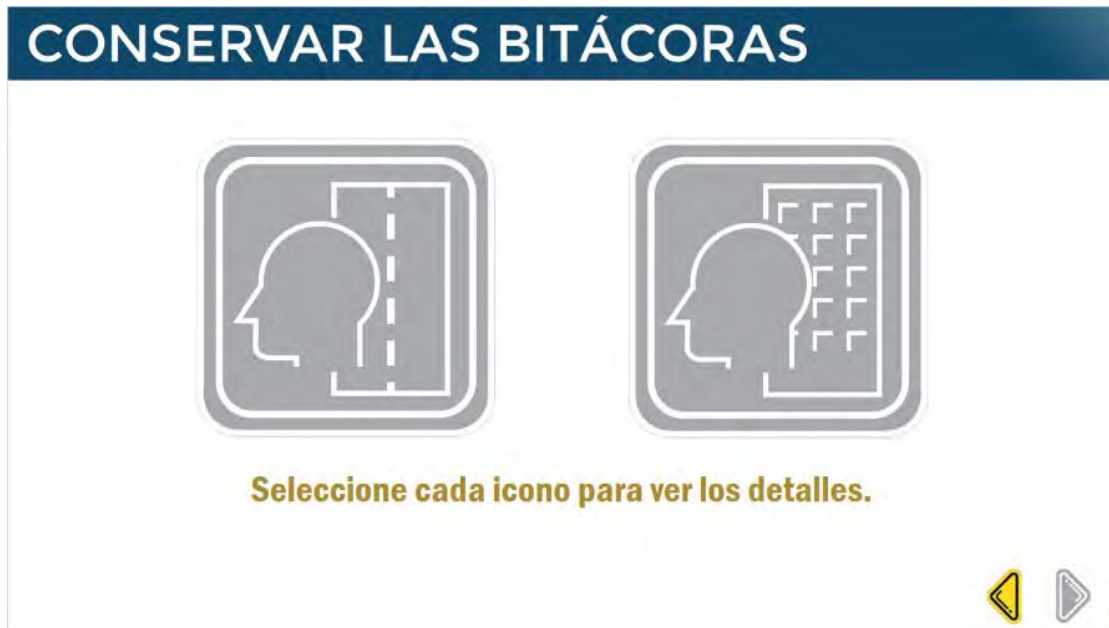 CONSERVAR LAS BITÁCORAS
Seleccione cada icono para ver los detalles.